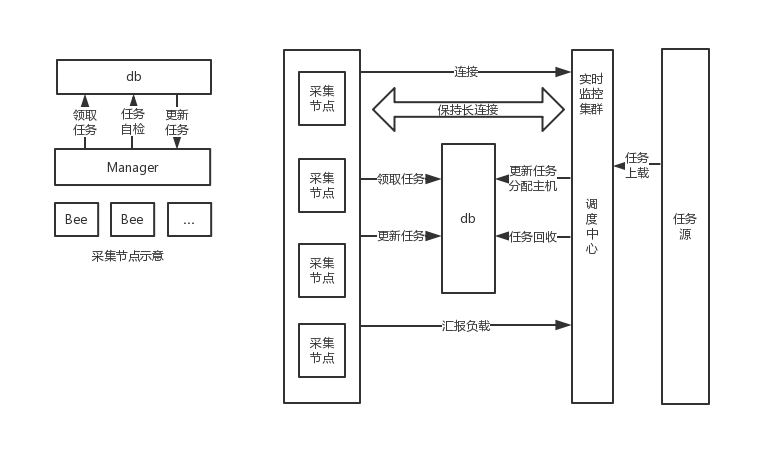 db
领取
任务
任务
自检
更新
任务
Manager
Bee
Bee
...
采集节点示意
采集
节点
采集
节点
采集
节点
采集
节点
连接
保持长连接
领取任务
更新任务
db
更新任务
分配主机
任务回收
汇报负载
实时
监控
集群
调
度
中
心
任务
上载
任务
源